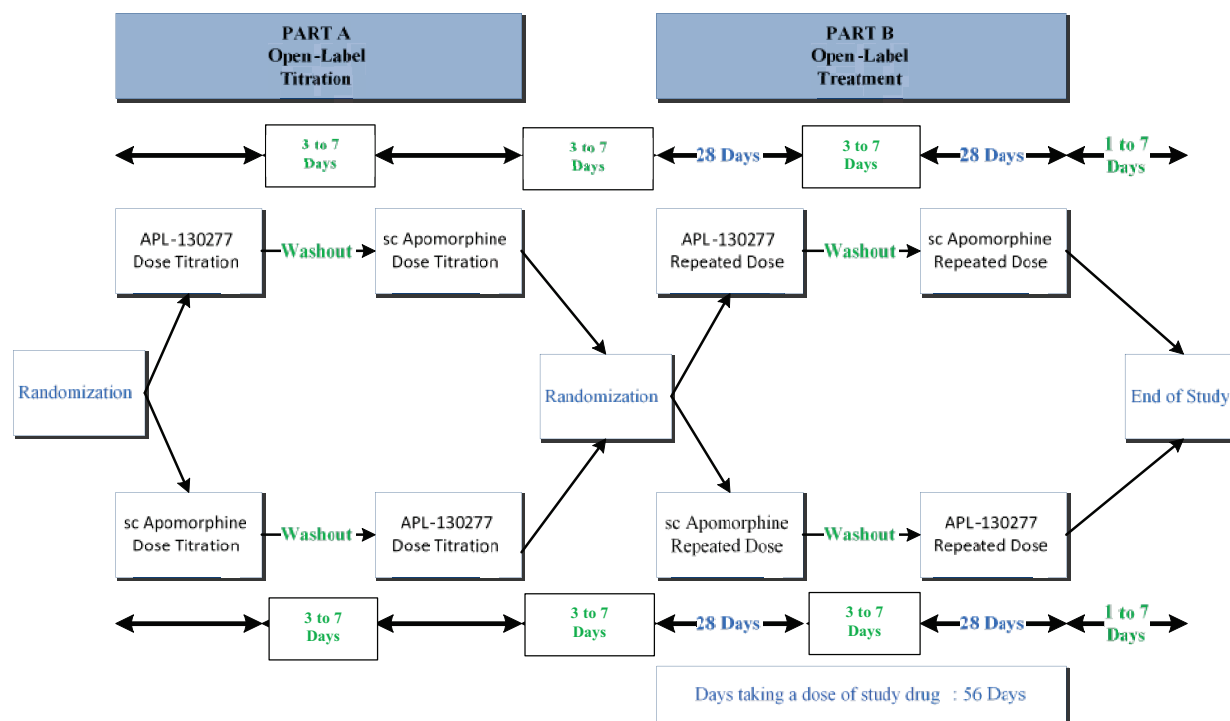 PART A
Open-Label
Titration
PART B
Open-Label
Treatment
3 to 7
Days
3 to 7
Days
28 Days
3 to 7
Days
28 Days
1 to 7
Days
APL-130277
Dose Titration
Washout
sc Apomorphine
Dose Titration
APL-130277
Repeated Dose
Washout
sc Apomorphine
Repeated Dose
Randomization
Randomization
End of Study
sc Apomorphine
Dose Titration
Washout
APL-130277
Dose Titration
sc Apomorphine
Repeated Dose
Washout
APL-130277
Repeated Dose
3 to 7
Days
3 to 7
Days
28 Days
3 to 7
Days
28 Days
1 to 7
Days
Days taking a dose of study drug : 56 Days